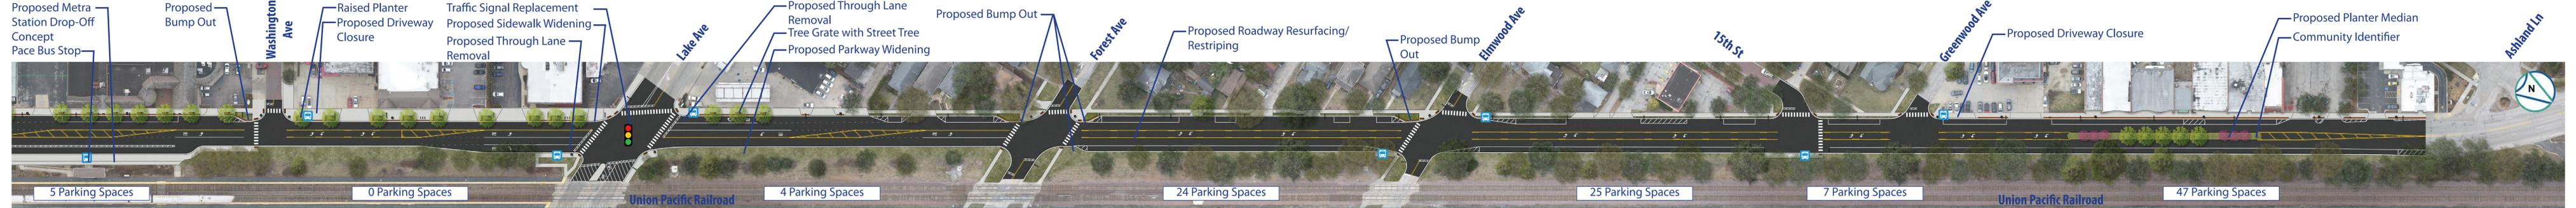 Proposed Metra
Station Drop-Off
Concept
Pace Bus Stop
Proposed
Bump Out
Washington
Ave
Raised Planter
Proposed Driveway
Closure
Traffic Signal Replacement
Proposed Sidewalk Widening
Proposed Through Lane
Removal
Lake Ave
Proposed Through Lane
Removal
Tree Grate with Street Tree
Proposed Parkway Widening
Proposed Bump Out
Forest Ave
Proposed Roadway Resurfacing/
Restriping
Proposed Bump
Out
Elmwood Ave
15th St
Greenwood Ave
Proposed Driveway Closure
Proposed Planter Median
Community Identifier
Ashland Ln
N
5 Parking Spaces
0 Parking Spaces
Union Pacific Railroad
4 Parking Spaces
24 Parking Spaces
25 Parking Spaces
7 Parking Spaces
Union Pacific Railroad
47 Parking Spaces